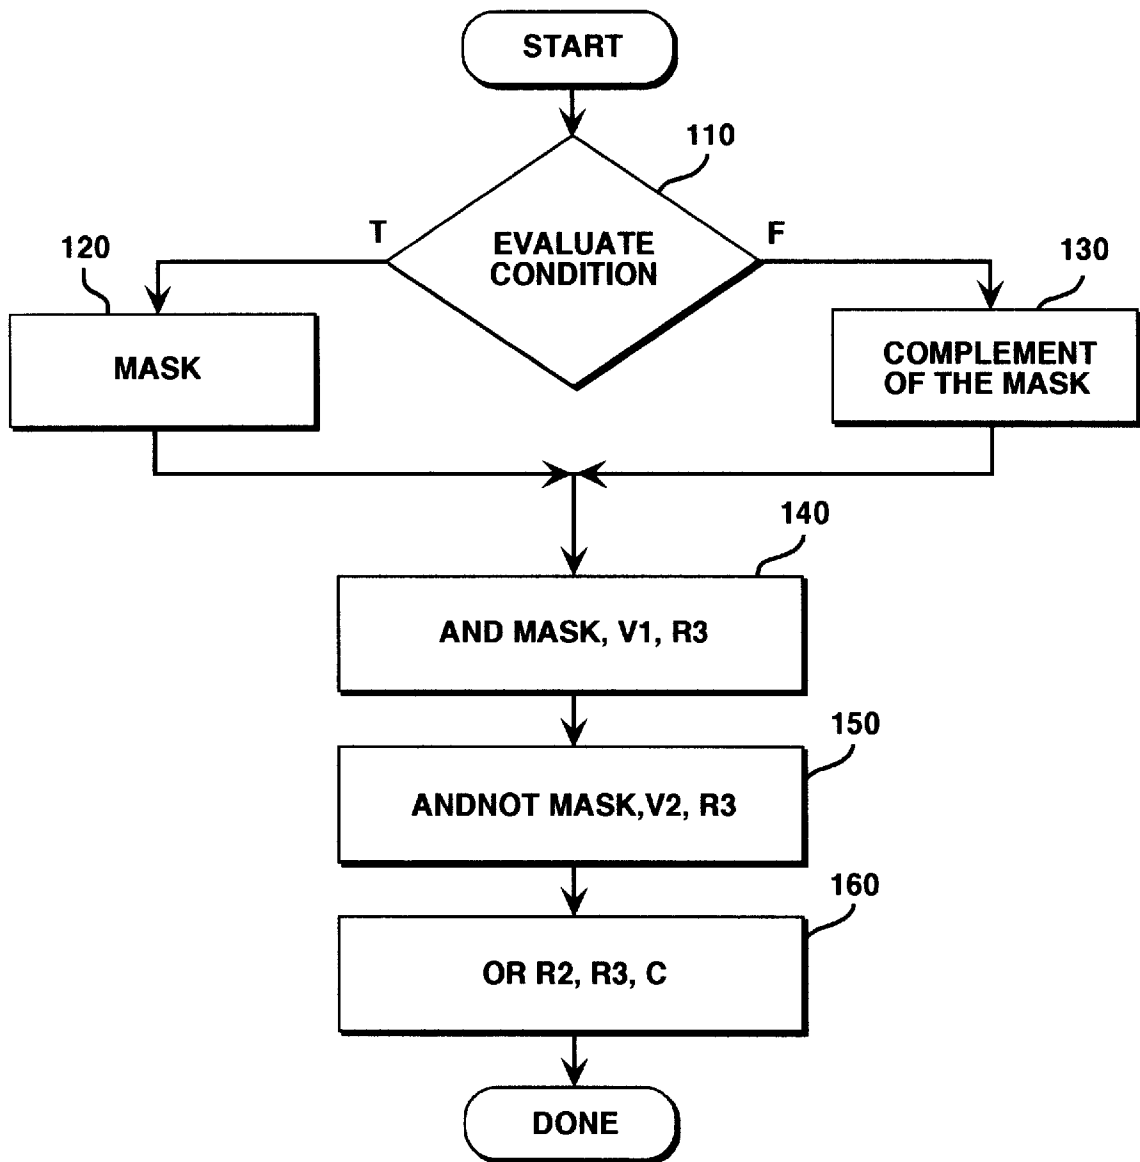 START
110
T
EVALUATE
CONDITION
F
120
MASK
130
COMPLEMENT
OF THE MASK
140
AND MASK, V1, R3
150
ANDNOT MASK,V2, R3
160
OR R2, R3, C
DONE